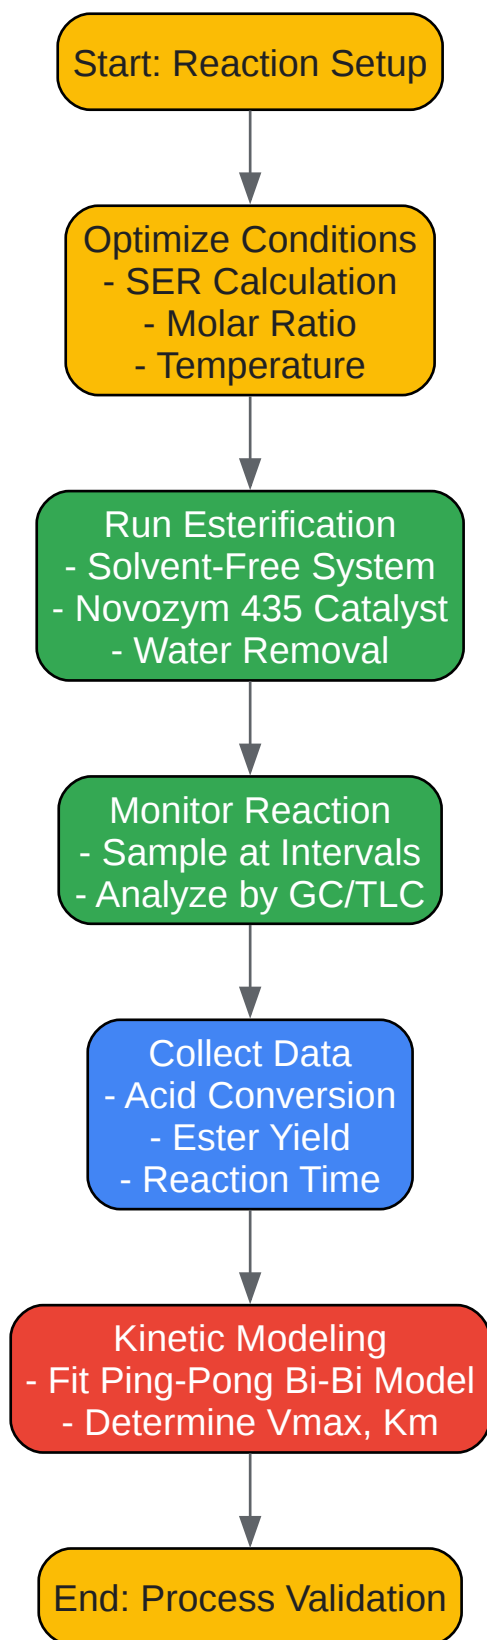 Start: Reaction Setup
Optimize Conditions
- SER Calculation
- Molar Ratio
- Temperature
Run Esterification
- Solvent-Free System
- Novozym 435 Catalyst
- Water Removal
Monitor Reaction
- Sample at Intervals
- Analyze by GC/TLC
Collect Data
- Acid Conversion
- Ester Yield
- Reaction Time
Kinetic Modeling
- Fit Ping-Pong Bi-Bi Model
- Determine Vmax, Km
End: Process Validation